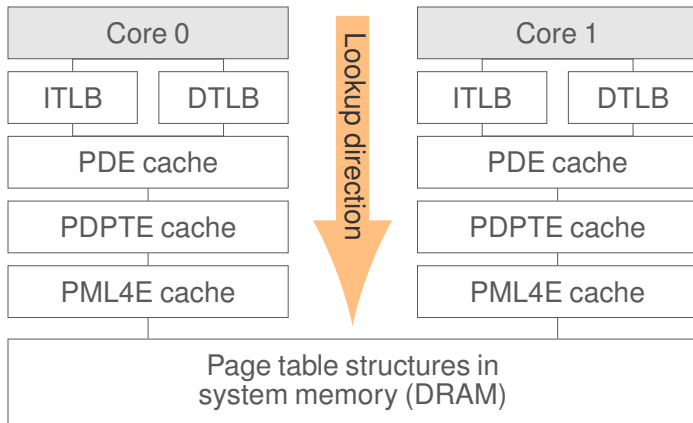 Core 0
Core 1
ITLB
DTLB
ITLB
DTLB
PDE cache
PDE cache
PDPTE cache
PDPTE cache
PML4E cache
PML4E cache
Lookup direction
Page table structures in
system memory (DRAM)